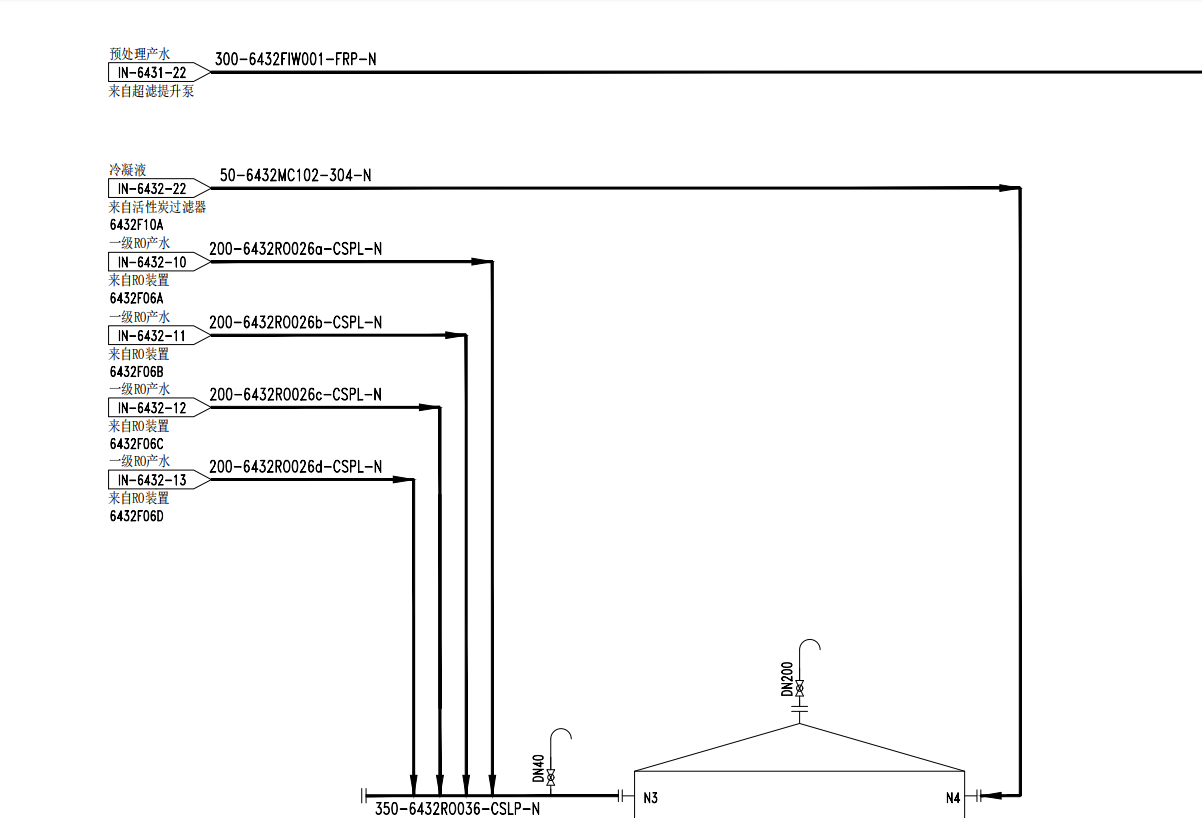 预处理产水
300-6432FIW001-FRP-N
IN-6431-22
来自超滤提升泵
冷凝液
50-6432MC102-304-N
IN-6432-22
来自活性炭过滤器
6432F10A
一级RO产水
200-6432RO026a-CSPL-N
IN-6432-10
来自RO装置
6432F06A
一级RO产水
200-6432RO026b-CSPL-N
IN-6432-11
来自RO装置
6432F06B
一级RO产水
200-6432RO026c-CSPL-N
IN-6432-12
来自RO装置
6432F06C
一级RO产水
200-6432RO026d-CSPL-N
IN-6432-13
来自RO装置
6432F06D
DN200
DN40
N3
N4
350-6432RO036-CSLP-N